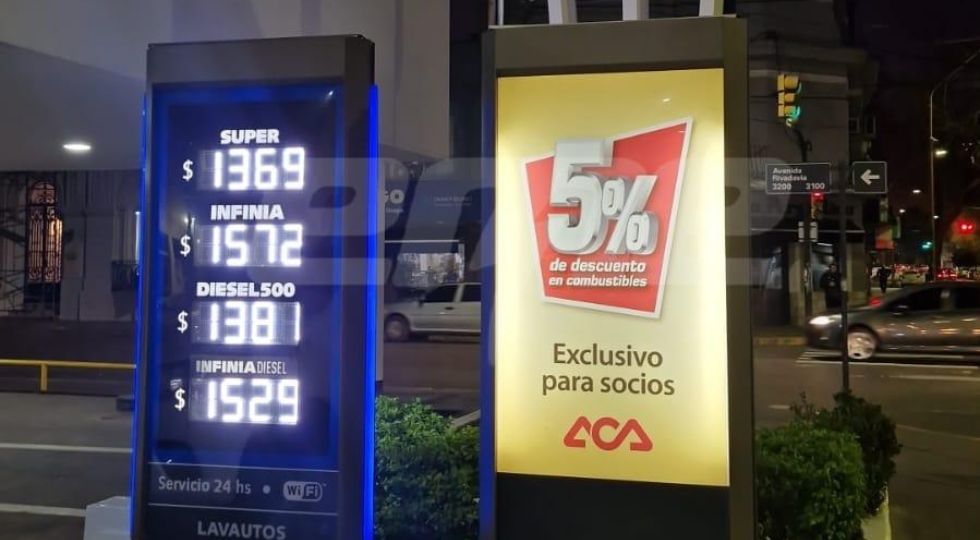 SUPER
$ 1369
INFINIA
$ 1572
DIESEL500
$ 1381
INFINIA DIESEL
$ 1529
Servicio 24 hs • WiFi
LAVAUTOS
5%
de descuento
en combustibles
Exclusivo
para socios
ACA
Avenida
Rivadavia
3200 3100